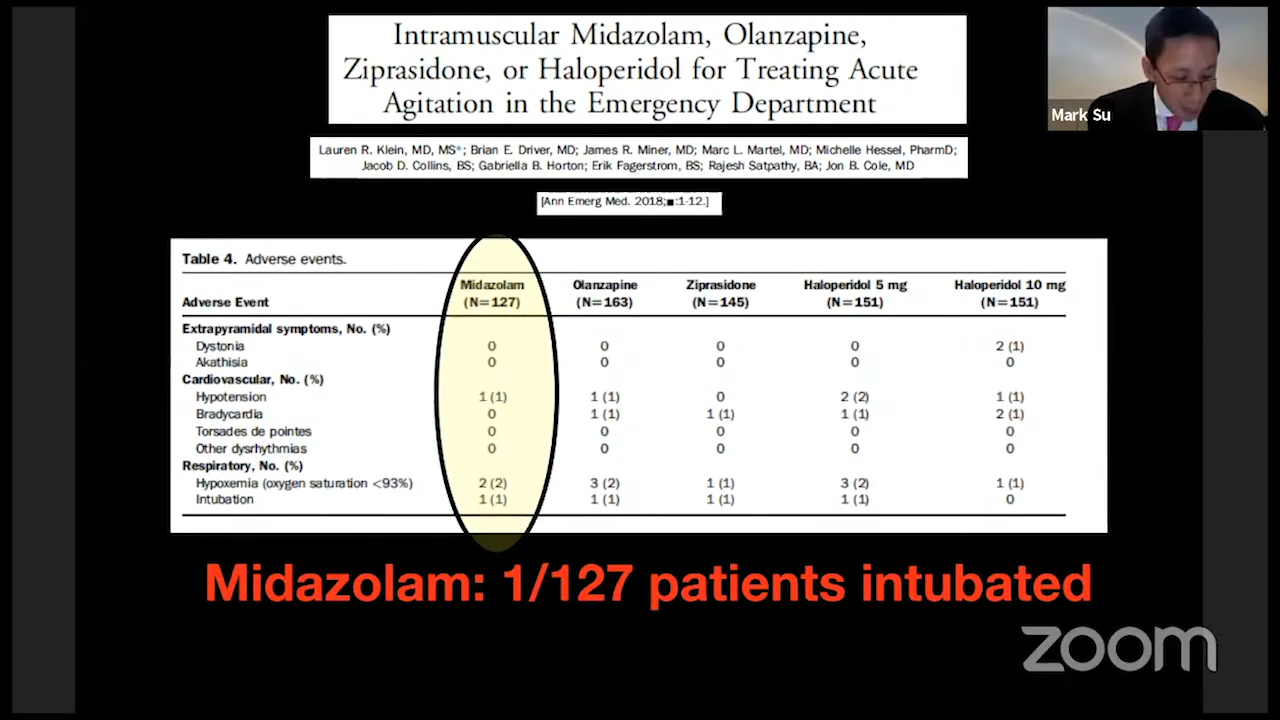 Intramuscular Midazolam, Olanzapine,
Ziprasidone, or Haloperidol for Treating Acute
Agitation in the Emergency Department
Mark Su
Lauren R. Klein, MD, MS*; Brian E. Driver, MD; James R. Miner, MD; Marc L. Martel, MD; Michelle Hessel, PharmD;
Jacob D. Collins, BS; Gabriella B. Horton; Erik Fagerstrom, BS; Rajesh Satpathy, BA; Jon B. Cole, MD
[Ann Emerg Med. 2018;■:1-12.]
Table 4. Adverse events.
Midazolam Olanzapine Ziprasidone Haloperidol 5 mg Haloperidol 10 mg
Adverse Event (N=127) (N=163) (N=145) (N=151) (N=151)
Extrapyramidal symptoms, No. (%)
Dystonia 0 0 0 0 2 (1)
Akathisia 0 0 0 0 0
Cardiovascular, No. (%)
Hypotension 1 (1) 1 (1) 0 2 (2) 1 (1)
Bradycardia 0 1 (1) 1 (1) 1 (1) 2 (1)
Torsades de pointes 0 0 0 0 0
Other dysrhythmias 0 0 0 0 0
Respiratory, No. (%)
Hypoxemia (oxygen saturation <93%) 2 (2) 3 (2) 1 (1) 3 (2) 1 (1)
Intubation 1 (1) 1 (1) 1 (1) 1 (1) 0
Midazolam: 1/127 patients intubated
zoom